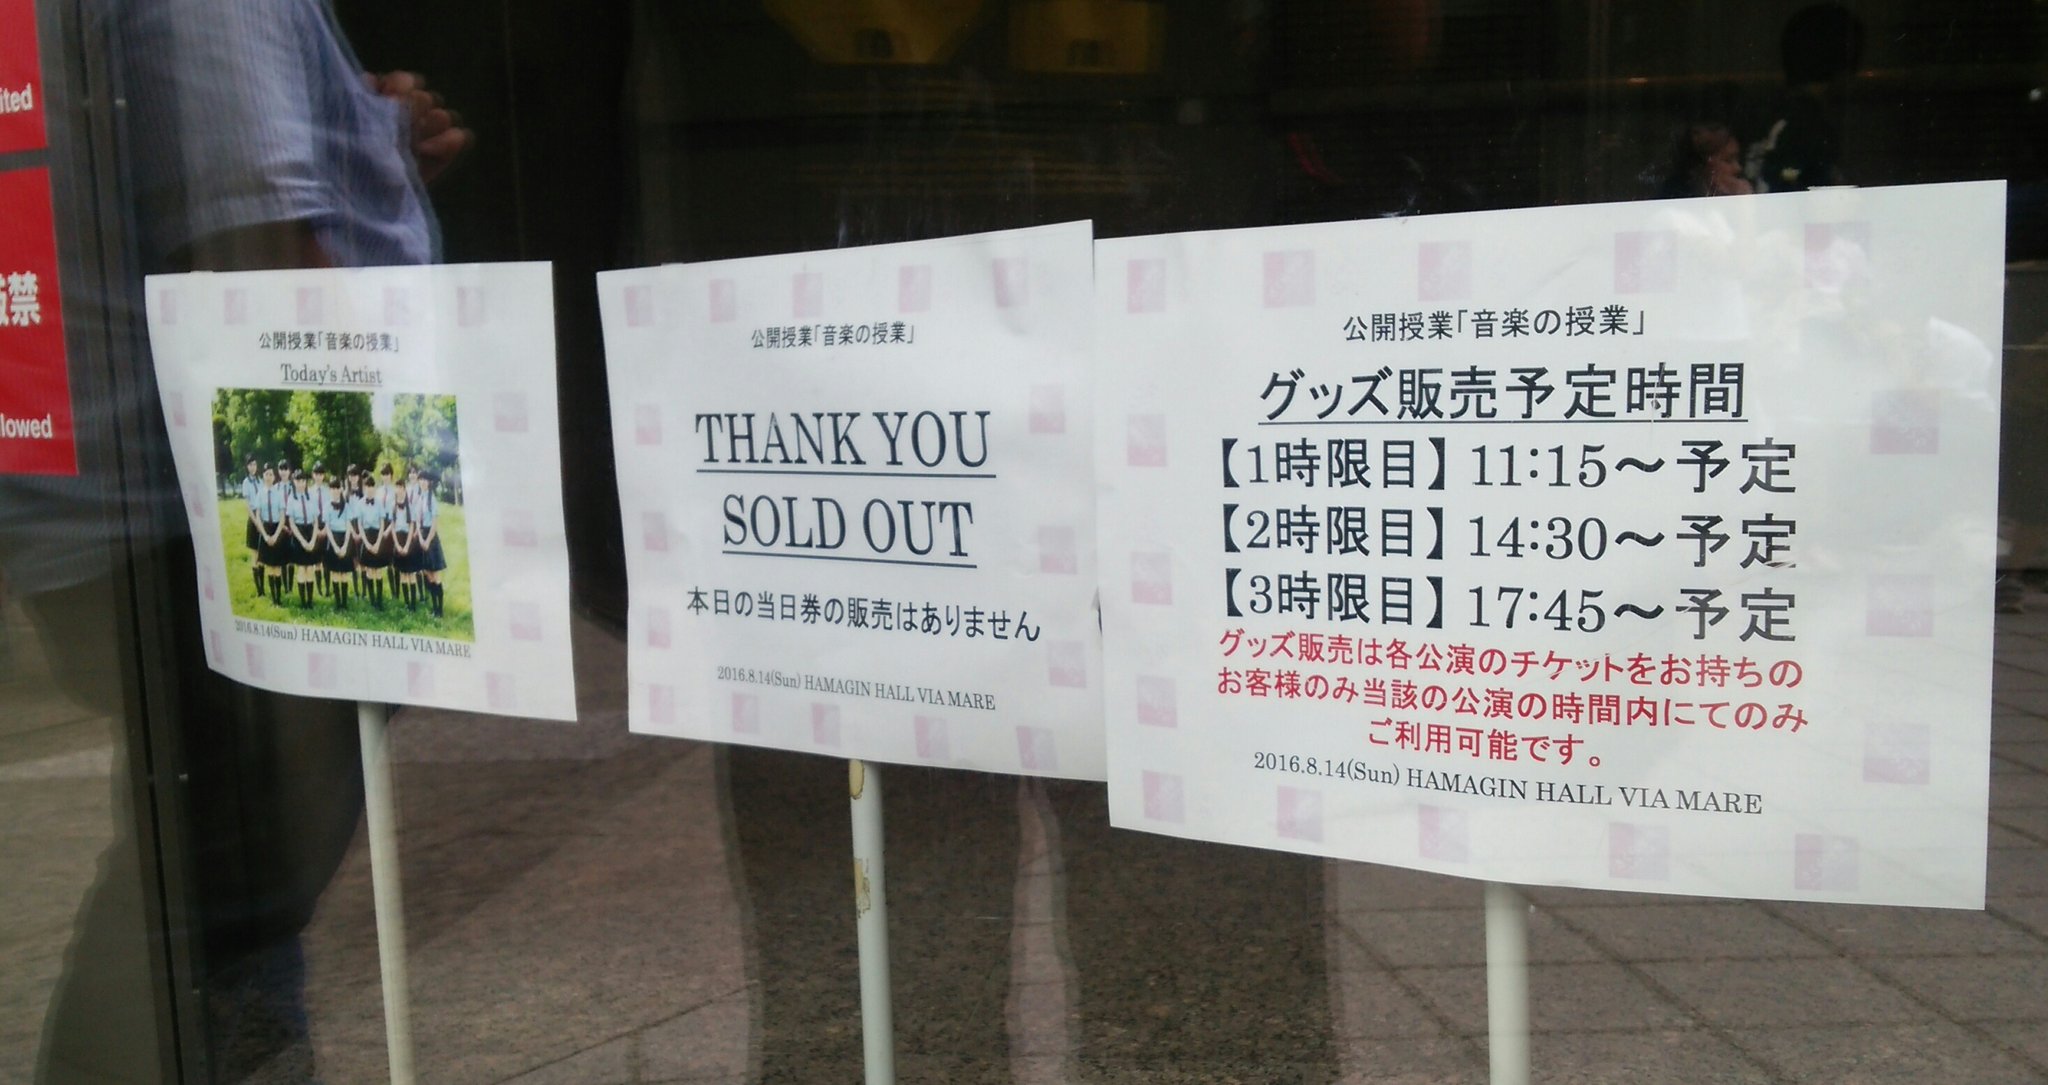 ited
禁
llowed
公開授業「音楽の授業」
Today's Artist
2016.8.14(Sun) HAMAGIN HALL VIA MARE
公開授業「音楽の授業」
THANK YOU
SOLD OUT
本日の当日券の販売はありません
2016.8.14(Sun) HAMAGIN HALL VIA MARE
公開授業「音楽の授業」
グッズ販売予定時間
【1時限目】11:15～予定
【2時限目】14:30～予定
【3時限目】17:45～予定
グッズ販売は各公演のチケットをお持ちの
お客様のみ当該の公演の時間内にてのみ
ご利用可能です。
2016.8.14(Sun) HAMAGIN HALL VIA MARE